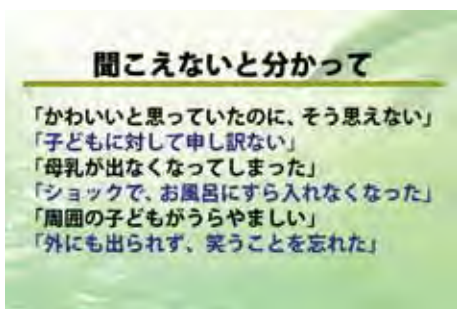 聞こえないと分かって
「かわいいと思っていたのに、そう思えない」
「子どもに対して申し訳ない」
「母乳が出なくなってしまった」
「ショックで、お風呂にすら入れなくなった」
「周囲の子どもがうらやましい」
「外にも出られず、笑うことを忘れた」